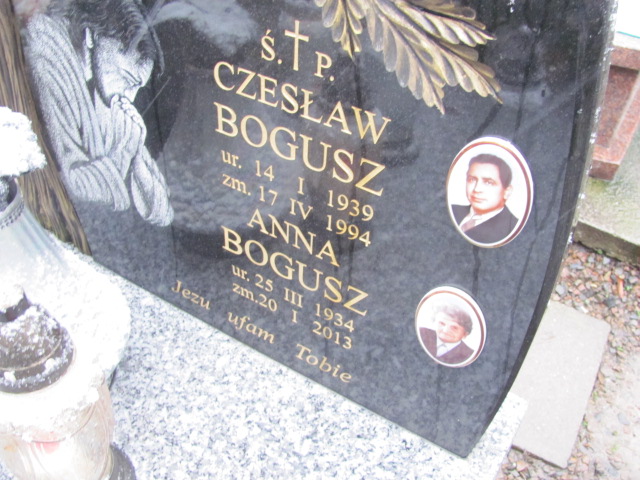 Ś.†P.
CZESŁAW
BOGUSZ
ur. 14 I 1939
zm. 17 IV 1994
ANNA
BOGUSZ
ur. 25 III 1934
zm. 20 I 2013
Jezu ufam Tobie